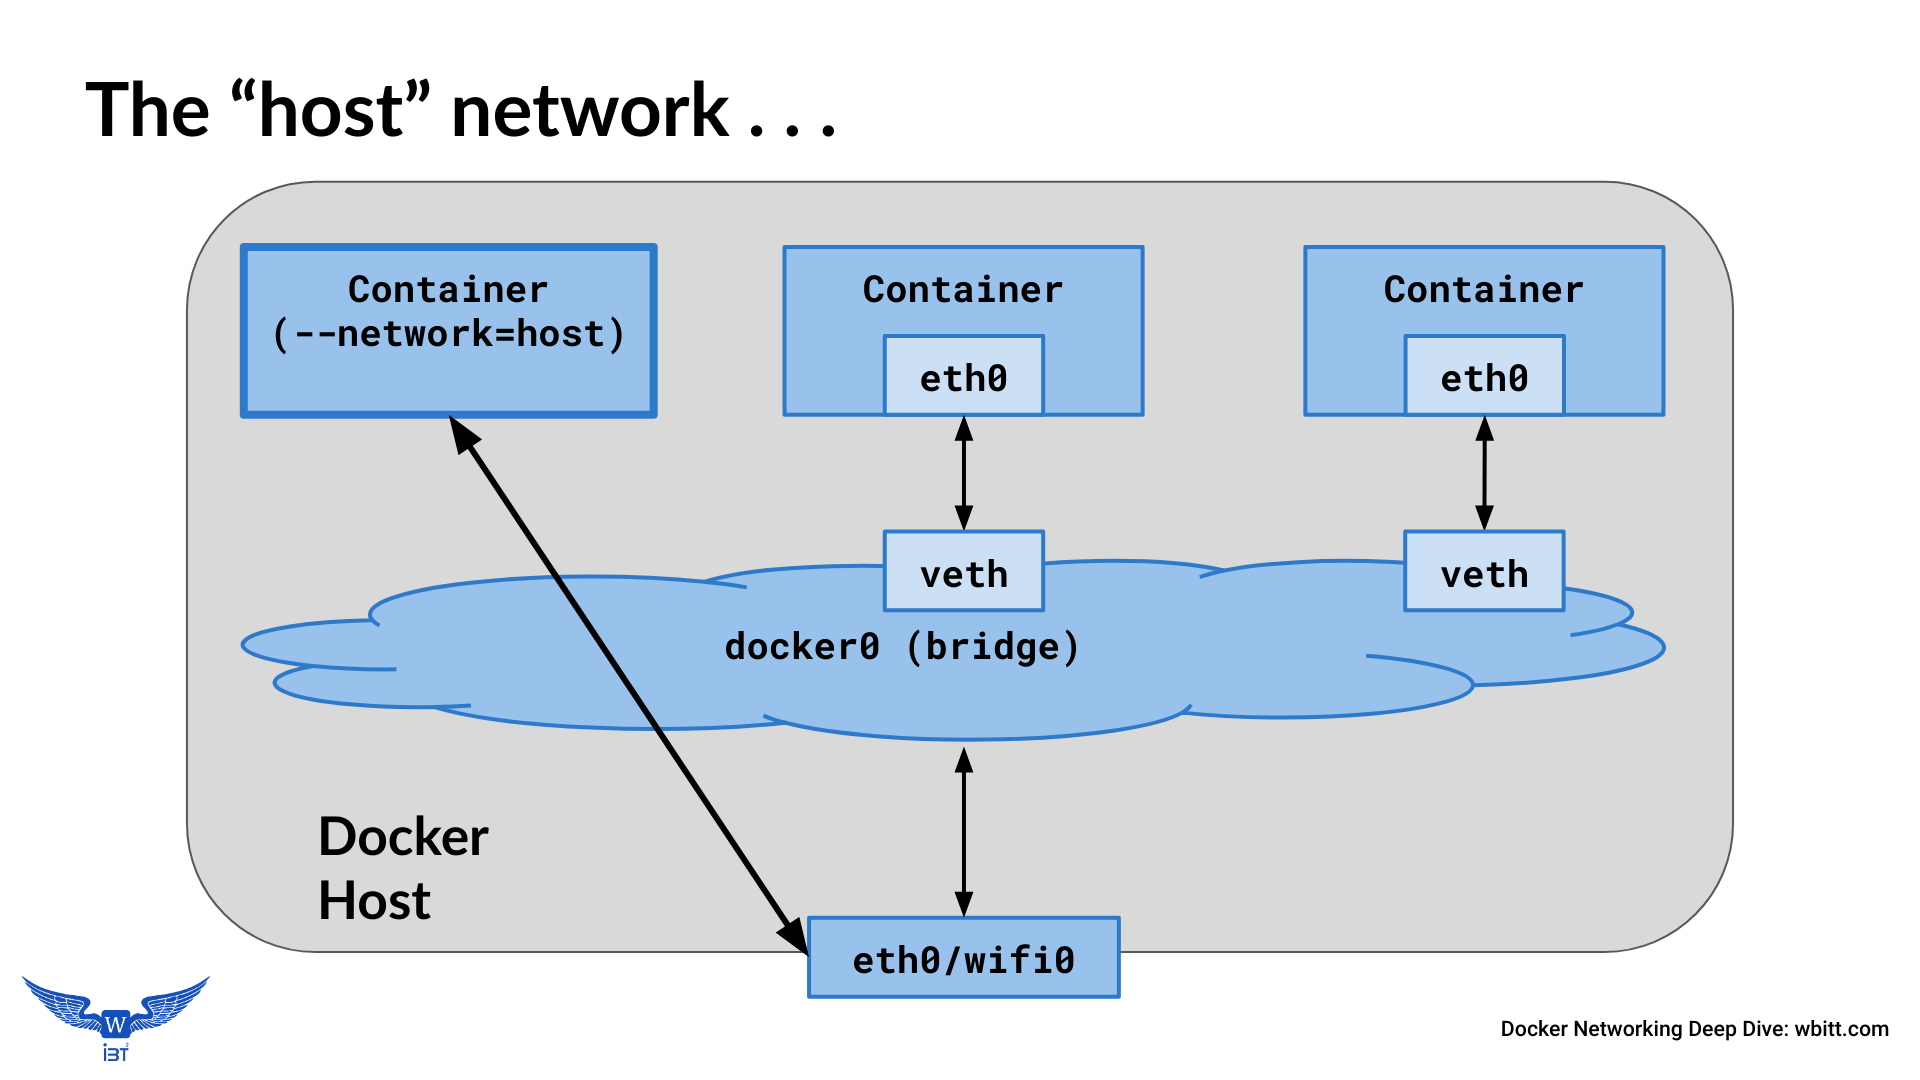 The “host” network . . .
Container
(--network=host)
Container
eth0
Container
eth0
veth
veth
docker0 (bridge)
Docker
Host
eth0/wifi0
W
iBT²
Docker Networking Deep Dive: wbitt.com